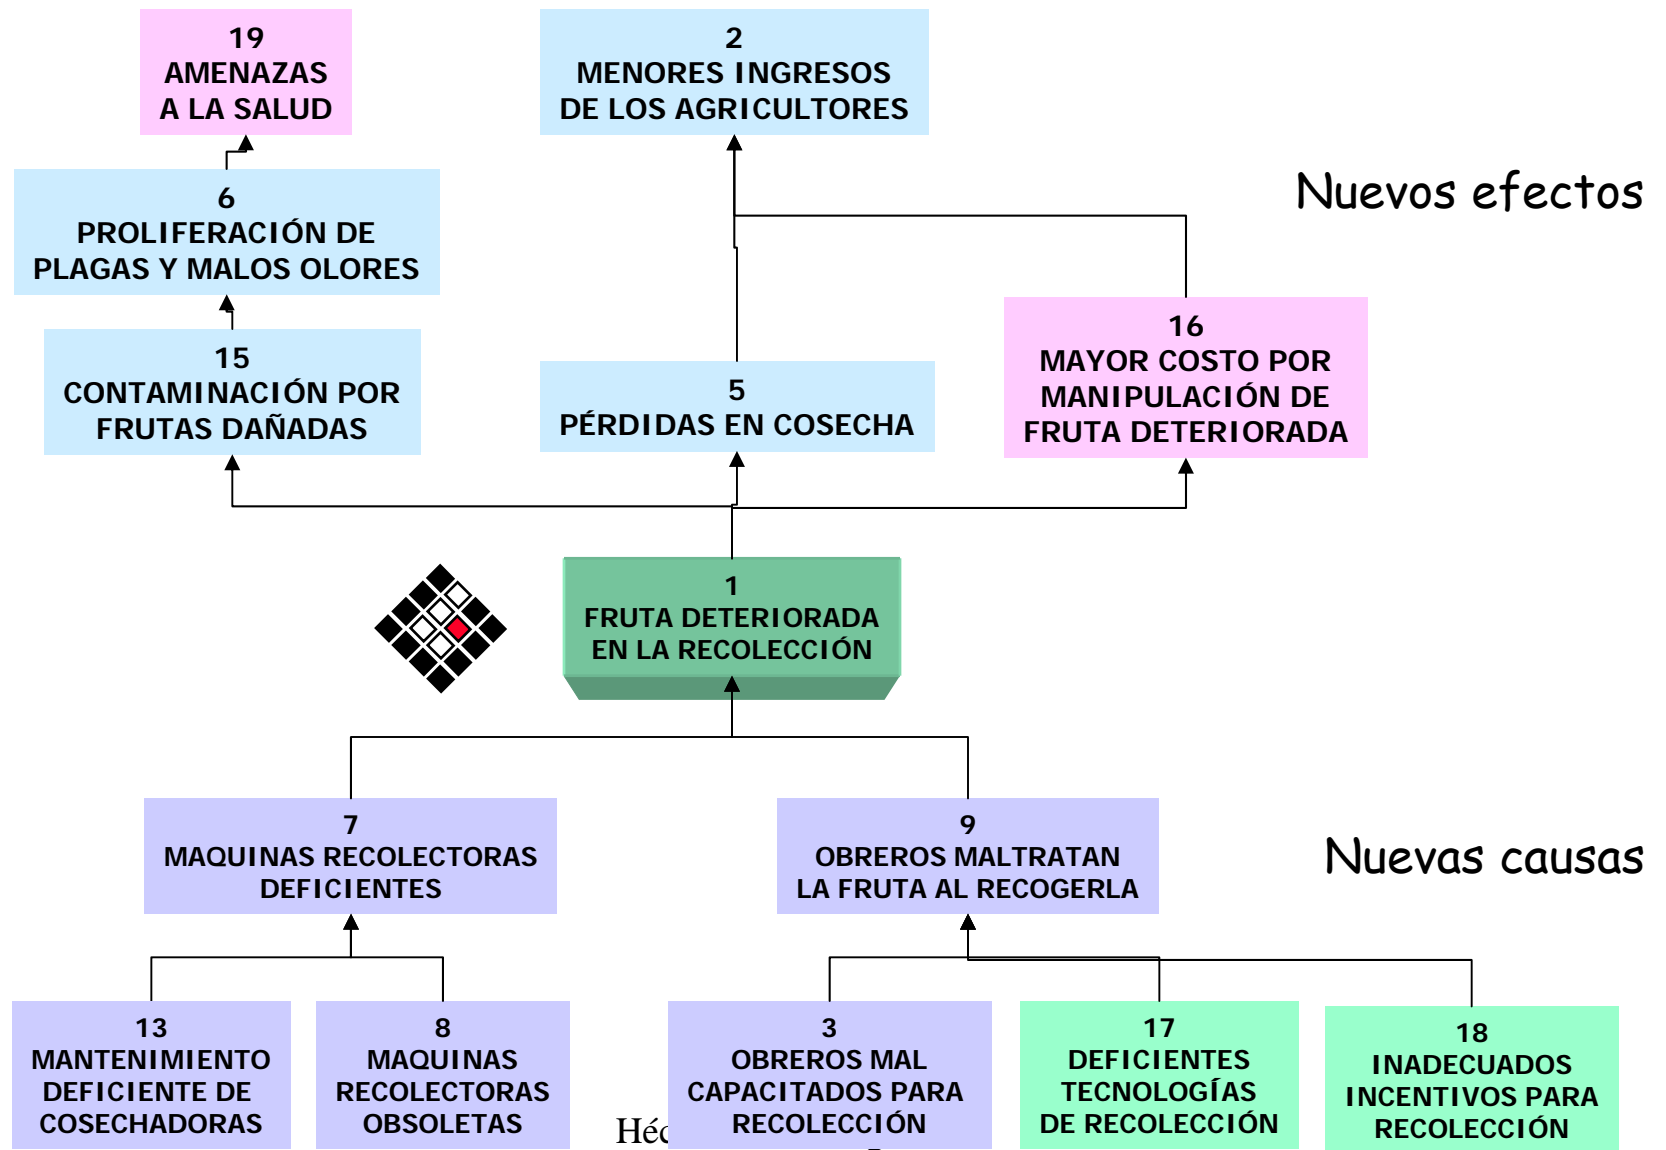 19
AMENAZAS
A LA SALUD
2
MENORES INGRESOS
DE LOS AGRICULTORES
Nuevos efectos
6
PROLIFERACIÓN DE
PLAGAS Y MALOS OLORES
15
CONTAMINACIÓN POR
FRUTAS DAÑADAS
5
PÉRDIDAS EN COSECHA
16
MAYOR COSTO POR
MANIPULACIÓN DE
FRUTA DETERIORADA
1
FRUTA DETERIORADA
EN LA RECOLECCIÓN
7
MAQUINAS RECOLECTORAS
DEFICIENTES
9
OBREROS MALTRATAN
LA FRUTA AL RECOGERLA
Nuevas causas
13
MANTENIMIENTO
DEFICIENTE DE
COSECHADORAS
8
MAQUINAS
RECOLECTORAS
OBSOLETAS
3
OBREROS MAL
CAPACITADOS PARA
RECOLECCIÓN
17
DEFICIENTES
TECNOLOGÍAS
DE RECOLECCIÓN
18
INADECUADOS
INCENTIVOS PARA
RECOLECCIÓN